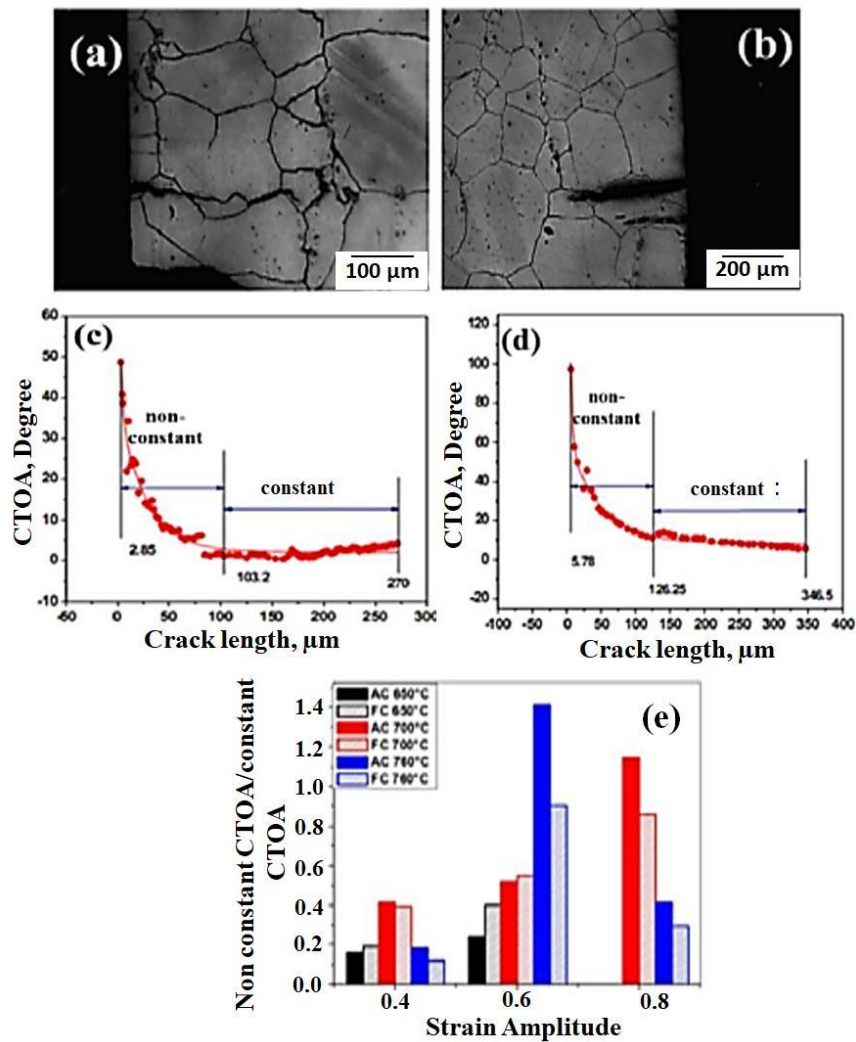 (a)
100 µm
(b)
200 µm
(c)
CTOA, Degree
60
50
40
30
20
10
0
-10
non-
constant
constant
2.85
103.2
270
-50
0
50
100
150
200
250
300
Crack length, µm
(d)
CTOA, Degree
120
100
80
60
40
20
0
-20
non-
constant
constant :
5.78
126.25
346.5
-100
-50
0
50
100
150
200
250
300
350
400
Crack length, µm
(e)
Non constant CTOA/constant
CTOA
1.4
1.2
1.0
0.8
0.6
0.4
0.2
0.0
AC 650°C
FC 650°C
AC 700°C
FC 700°C
AC 760°C
FC 760°C
0.4
0.6
0.8
Strain Amplitude